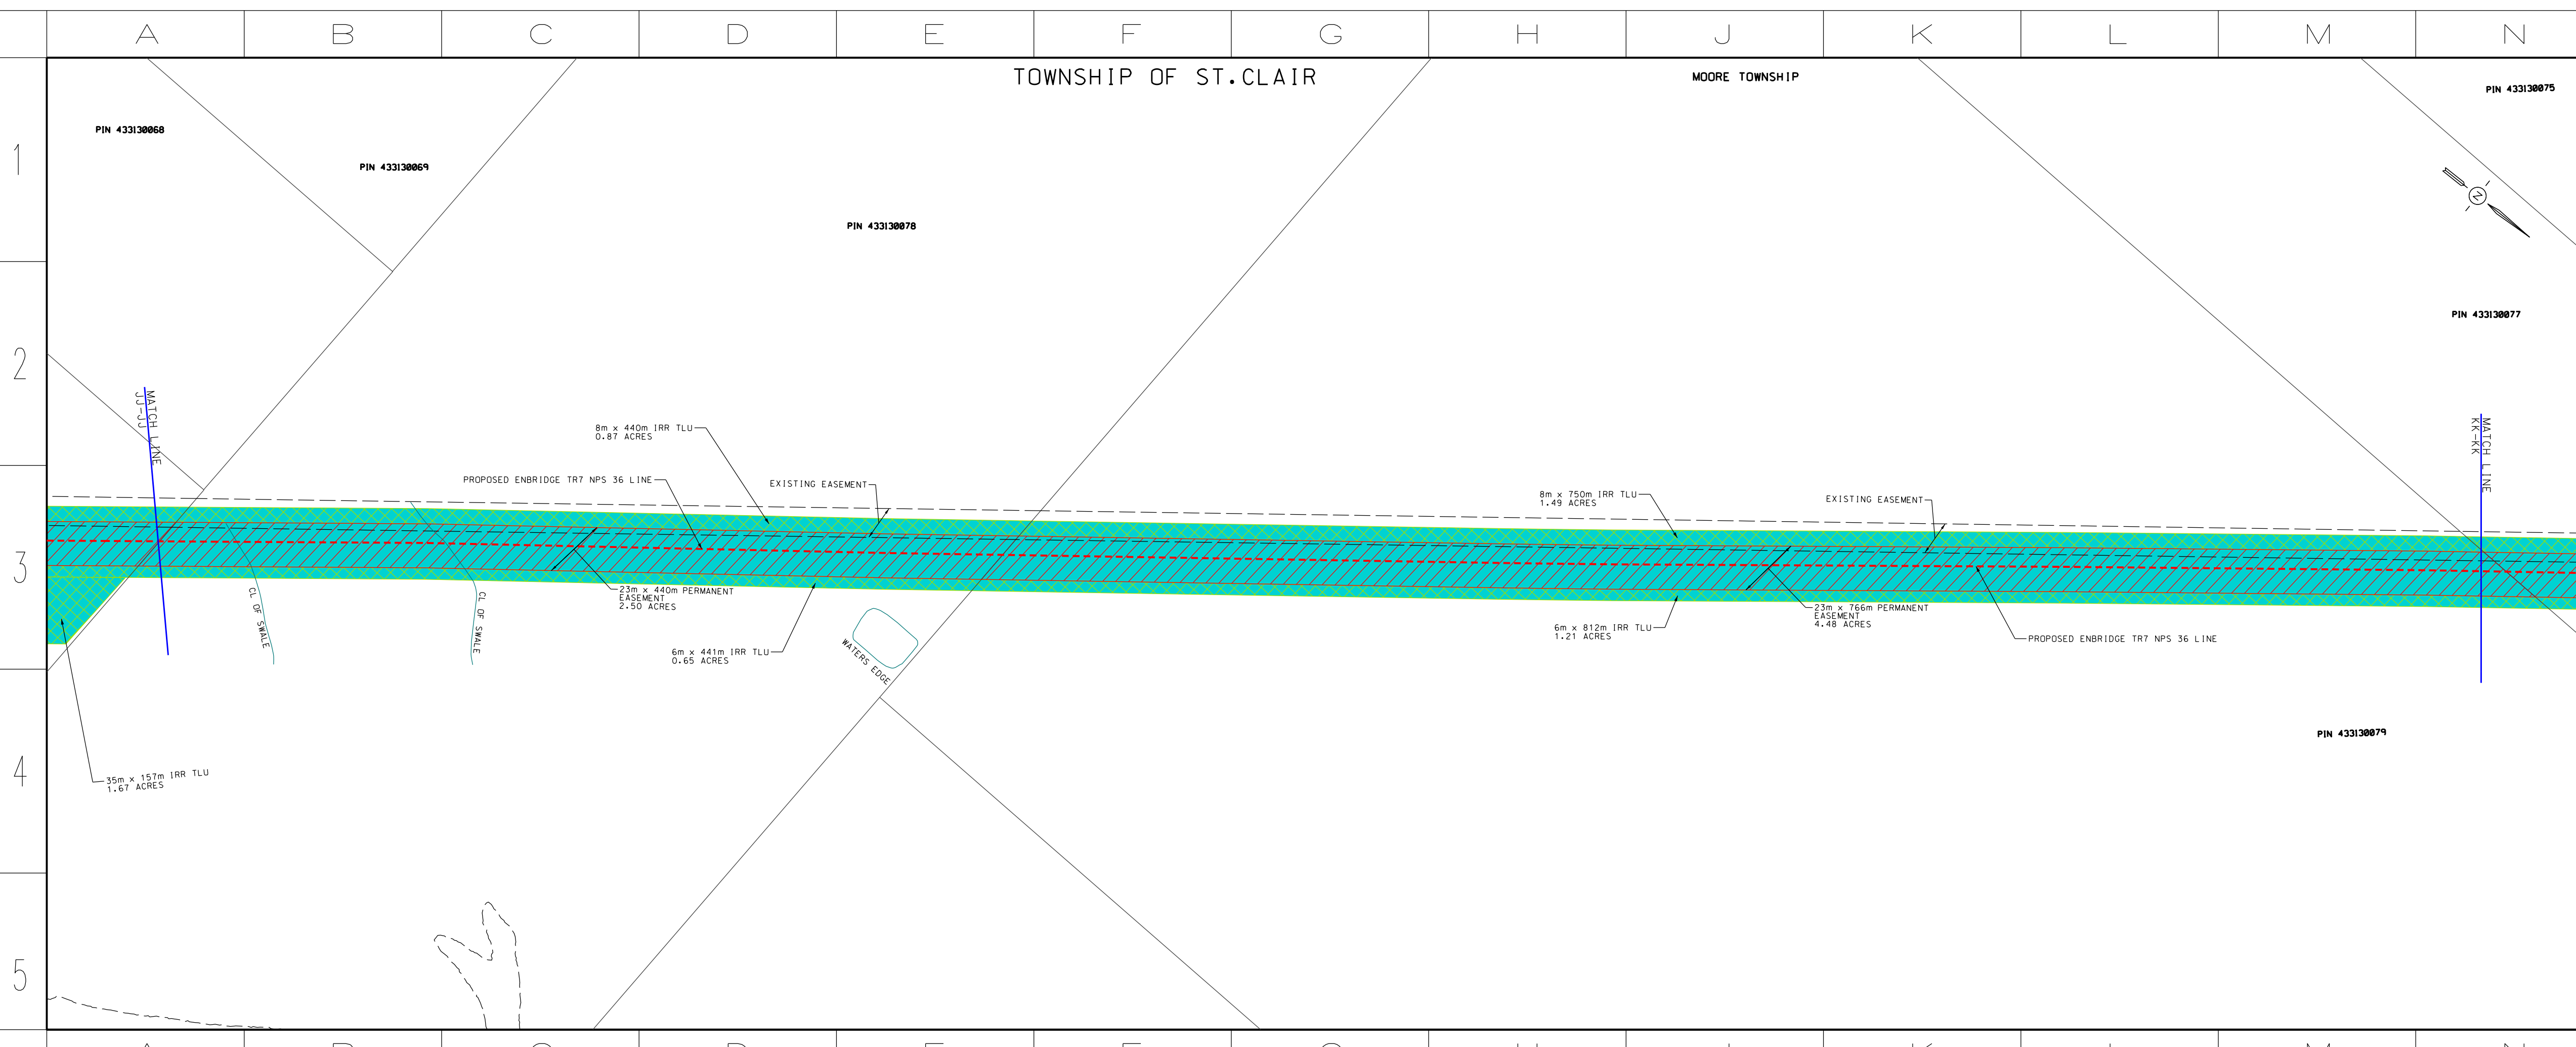 A B C D E F G H J K L M N
TOWNSHIP OF ST.CLAIR
MOORE TOWNSHIP
PIN 433130075
PIN 433130068
1
PIN 433130069
N
PIN 433130078
PIN 433130077
2
MATCH LINE
JJ-JJ
8m x 440m IRR TLU
0.87 ACRES
PROPOSED ENBRIDGE TR7 NPS 36 LINE
EXISTING EASEMENT
8m x 750m IRR TLU
1.49 ACRES
EXISTING EASEMENT
MATCH LINE
KK-KK
3
CL OF SWALE
CL OF SWALE
23m x 440m PERMANENT
EASEMENT
2.50 ACRES
6m x 441m IRR TLU
0.65 ACRES
WATERS EDGE
6m x 812m IRR TLU
1.21 ACRES
23m x 766m PERMANENT
EASEMENT
4.48 ACRES
PROPOSED ENBRIDGE TR7 NPS 36 LINE
PIN 433130079
4
35m x 157m IRR TLU
1.67 ACRES
5